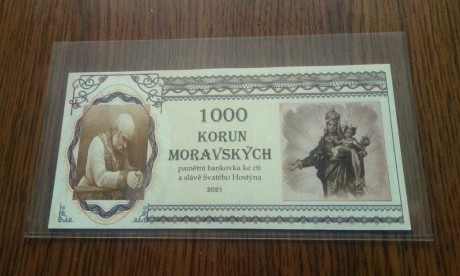 1000
KORUN
MORAVSKÝCH
pamětní bankovka ke cti
a slávě Svatého Hostýna
2021